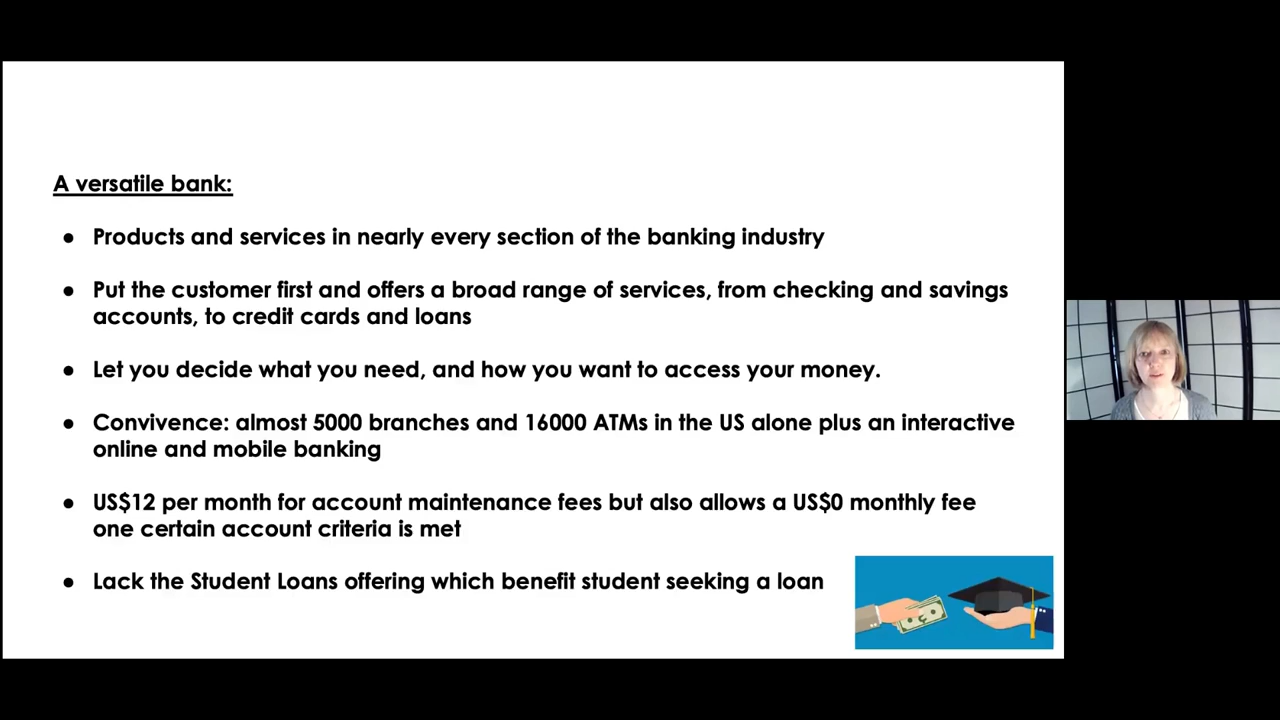 A versatile bank:
● Products and services in nearly every section of the banking industry
● Put the customer first and offers a broad range of services, from checking and savings
accounts, to credit cards and loans
● Let you decide what you need, and how you want to access your money.
● Convivence: almost 5000 branches and 16000 ATMs in the US alone plus an interactive
online and mobile banking
● US$12 per month for account maintenance fees but also allows a US$0 monthly fee
one certain account criteria is met
● Lack the Student Loans offering which benefit student seeking a loan